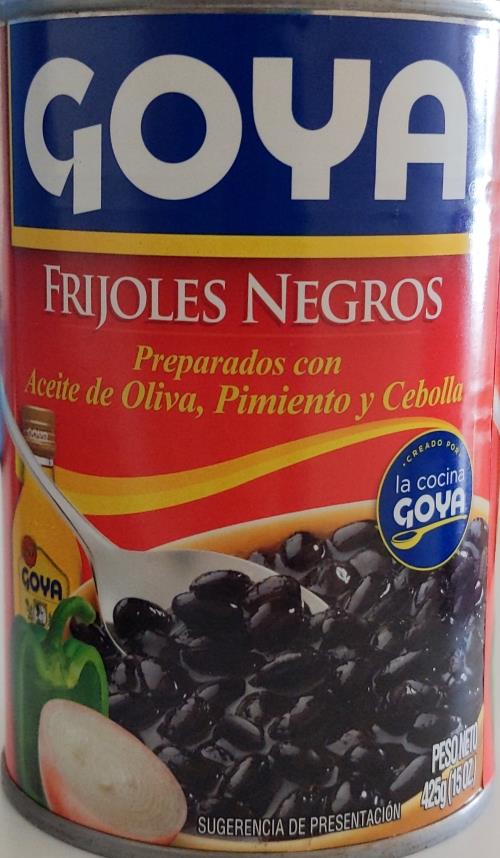 GOYA
FRIJOLES NEGROS
Preparados con
Aceite de Oliva, Pimiento y Cebolla
CREADO POR
la cocina
GOYA
GOYA
GOYA
PESO NETO
425g (15 OZ)
SUGERENCIA DE PRESENTACIÓN